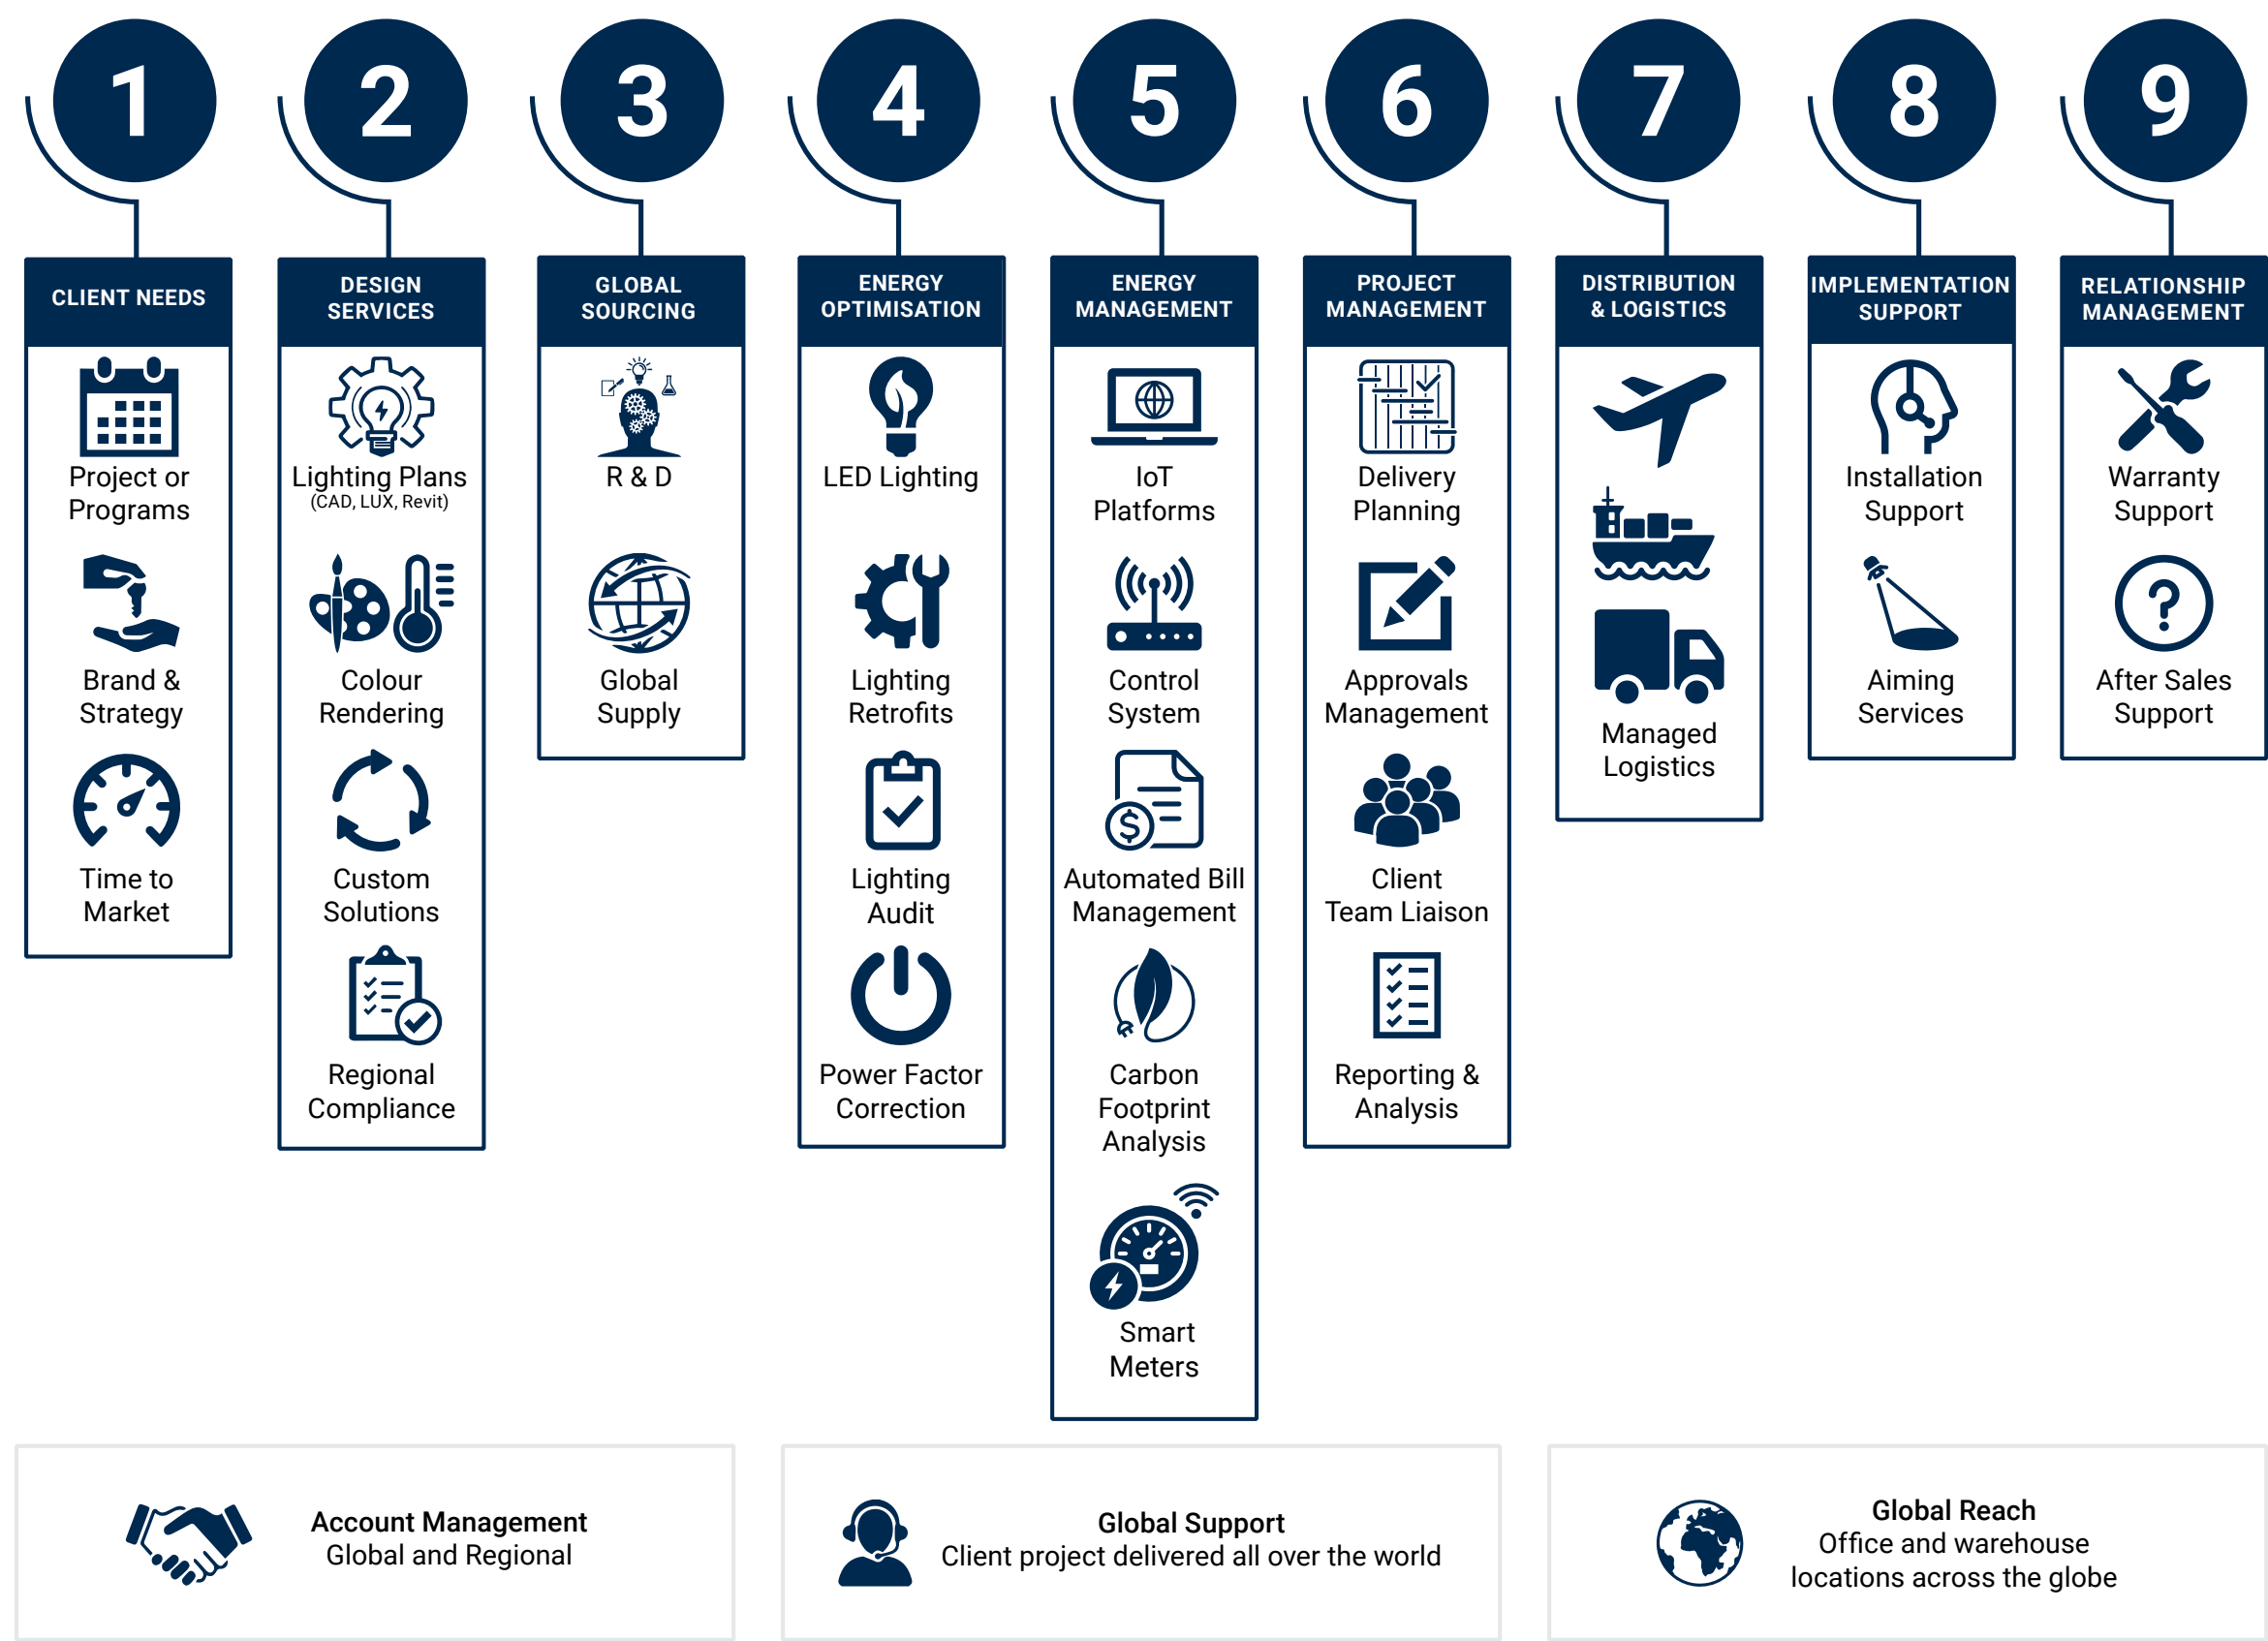 1
2
3
4
5
6
7
8
9
CLIENT NEEDS
Project or
Programs
Brand &
Strategy
Time to
Market
DESIGN
SERVICES
Lighting Plans
(CAD, LUX, Revit)
Colour
Rendering
Custom
Solutions
Regional
Compliance
GLOBAL
SOURCING
R & D
Global
Supply
ENERGY
OPTIMISATION
LED Lighting
Lighting
Retrofits
Lighting
Audit
Power Factor
Correction
ENERGY
MANAGEMENT
IoT
Platforms
Control
System
$
Automated Bill
Management
Carbon
Footprint
Analysis
Smart
Meters
PROJECT
MANAGEMENT
Delivery
Planning
Approvals
Management
Client
Team Liaison
Reporting &
Analysis
DISTRIBUTION
& LOGISTICS
Managed
Logistics
IMPLEMENTATION
SUPPORT
Installation
Support
Aiming
Services
RELATIONSHIP
MANAGEMENT
Warranty
Support
?
After Sales
Support
Account Management
Global and Regional
Global Support
Client project delivered all over the world
Global Reach
Office and warehouse
locations across the globe